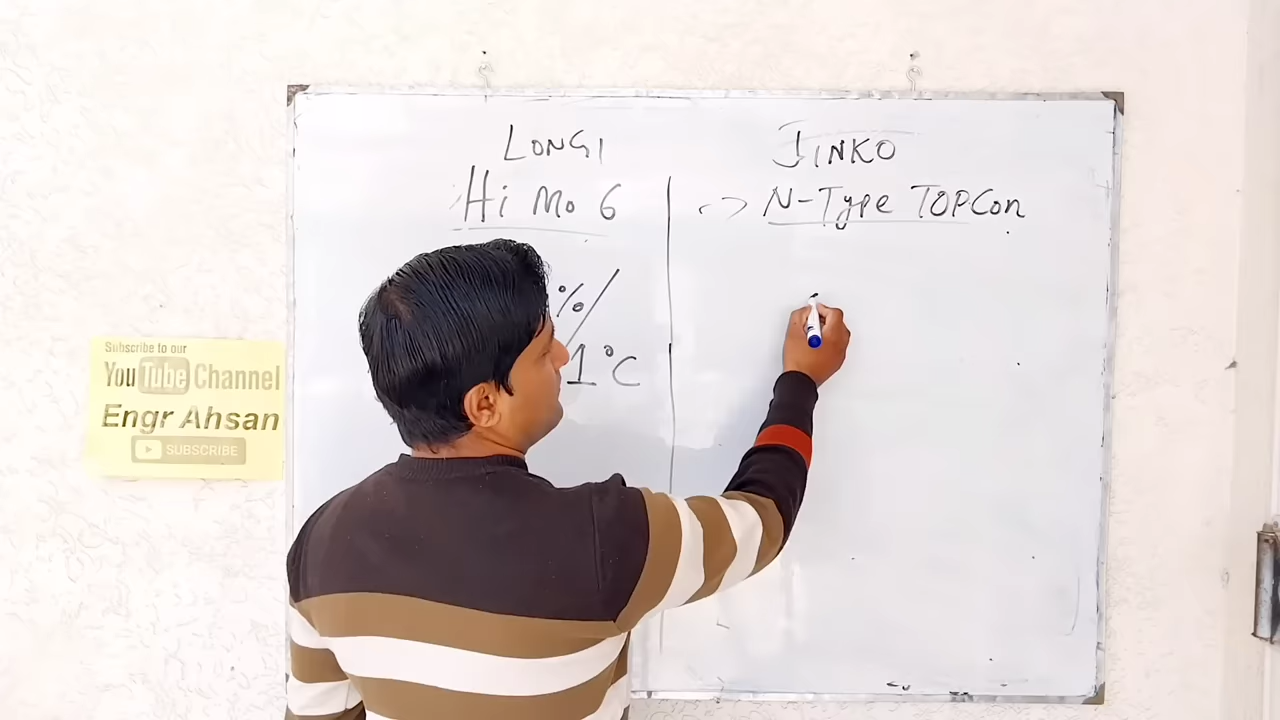 LONGI
Hi Mo 6
%/
1°C
JINKO
N-Type TOPCon
Subscribe to our
YouTube Channel
Engr Ahsan
SUBSCRIBE